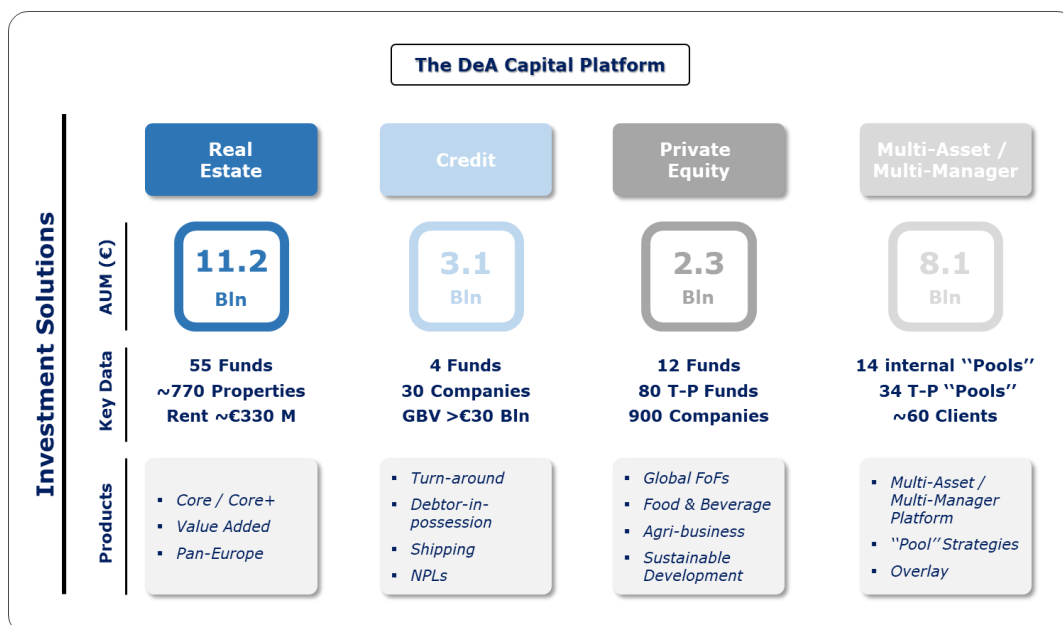 The DeA Capital Platform
Investment Solutions
Real
Estate
Credit
Private
Equity
Multi-Asset /
Multi-Manager
AUM (€)
11.2
Bln
3.1
Bln
2.3
Bln
8.1
Bln
Key Data
55 Funds
~770 Properties
Rent ~€330 M
4 Funds
30 Companies
GBV >€30 Bln
12 Funds
80 T-P Funds
900 Companies
14 internal "Pools"
34 T-P "Pools"
~60 Clients
Products
▪ Core / Core+
▪ Value Added
▪ Pan-Europe
▪ Turn-around
▪ Debtor-in-
possession
▪ Shipping
▪ NPLs
▪ Global FoFs
▪ Food & Beverage
▪ Agri-business
▪ Sustainable
Development
▪ Multi-Asset /
Multi-Manager
Platform
▪ "Pool" Strategies
▪ Overlay